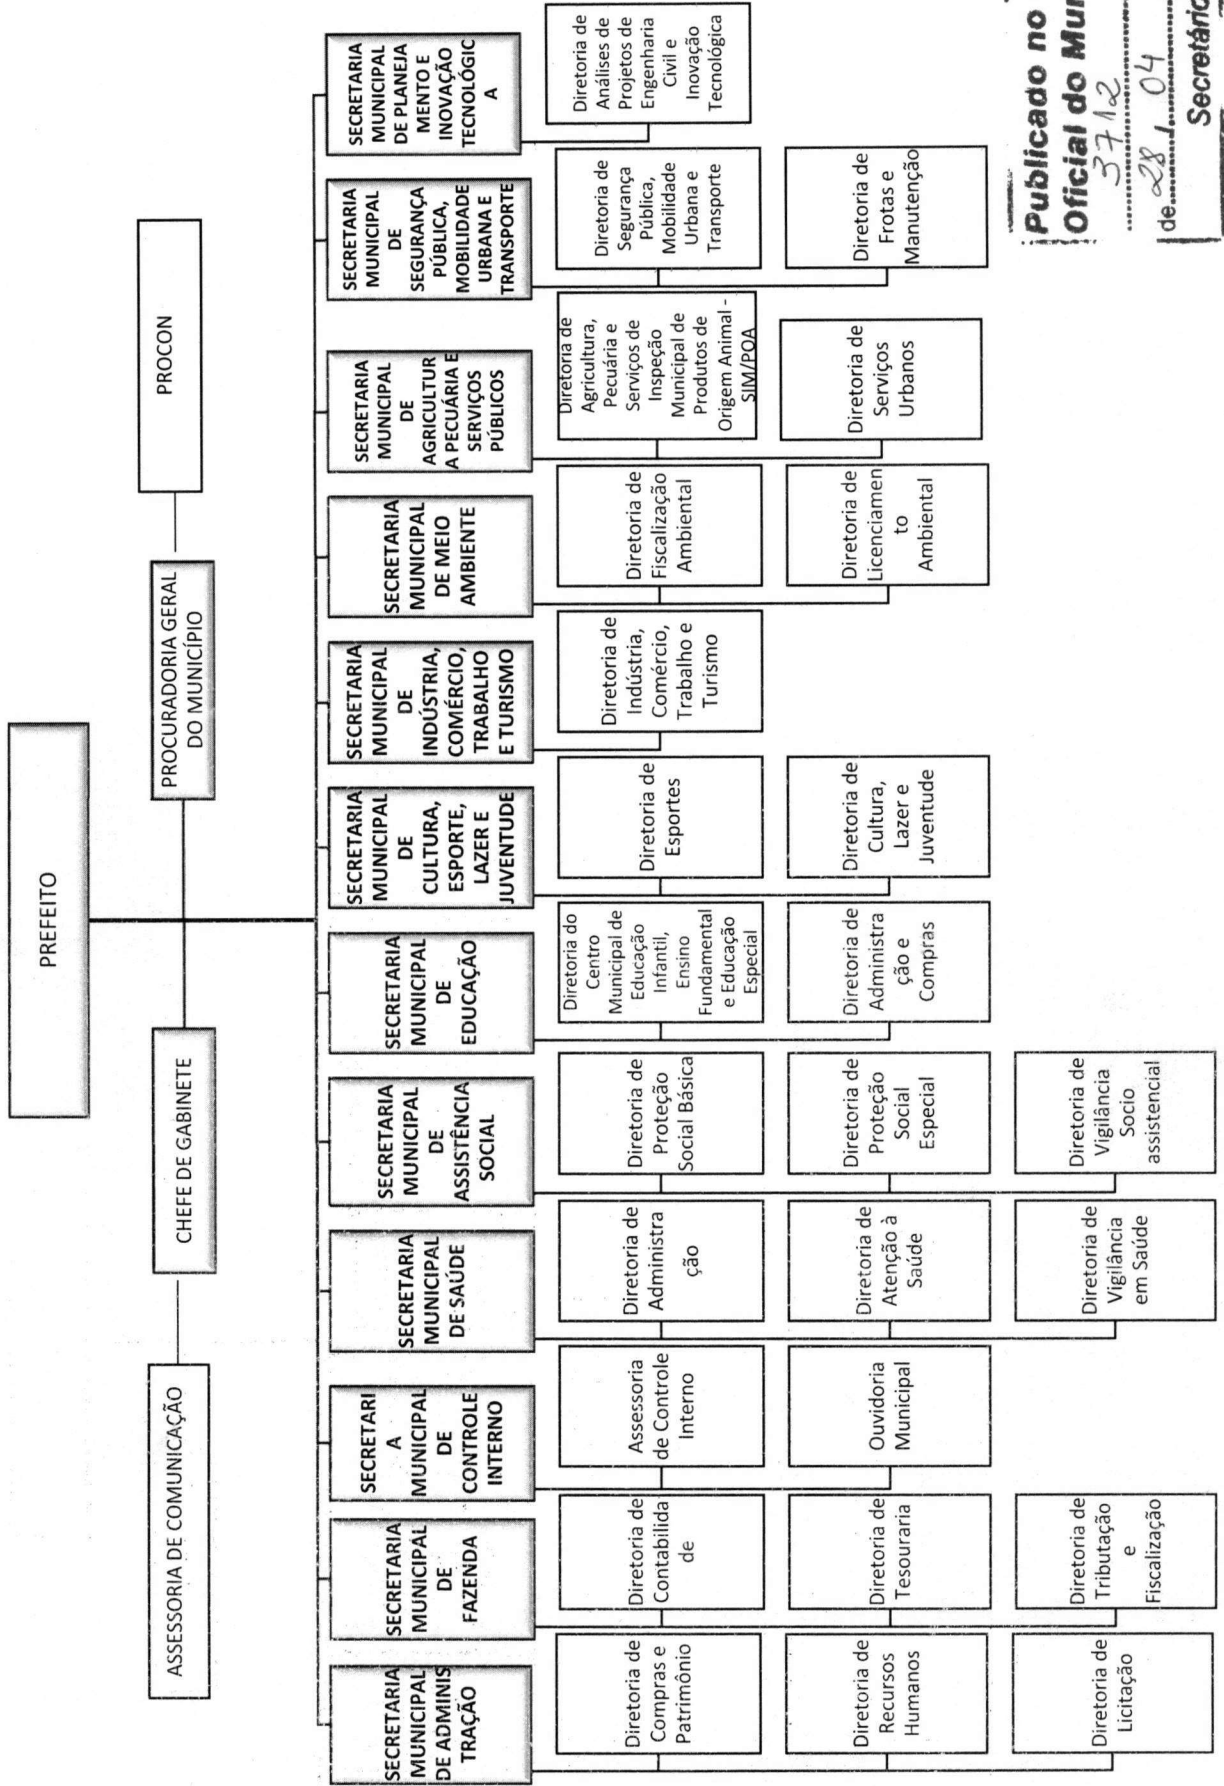 PREFEITO
ASSESSORIA DE COMUNICAÇÃO
CHEFE DE GABINETE
PROCURADORIA GERAL
DO MUNICÍPIO
PROCON
SECRETARIA
MUNICIPAL
DE ADMINIS
TRAÇÃO
Diretoria de
Compras e
Patrimônio
Diretoria de
Recursos
Humanos
Diretoria de
Licitação
SECRETARIA
MUNICIPAL
DE
FAZENDA
Diretoria de
Contabilida
de
Diretoria de
Tesouraria
Diretoria de
Tributação
e
Fiscalização
SECRETARI
A
MUNICIPAL
DE
CONTROLE
INTERNO
Assessoria
de Controle
Interno
Ouvidoria
Municipal
SECRETARIA
MUNICIPAL
DE SAÚDE
Diretoria de
Administra
ção
Diretoria de
Atenção à
Saúde
Diretoria de
Vigilância
em Saúde
SECRETARIA
MUNICIPAL
DE
ASSISTÊNCIA
SOCIAL
Diretoria de
Proteção
Social Básica
Diretoria de
Proteção
Social
Especial
Diretoria de
Vigilância
Socio
assistencial
SECRETARIA
MUNICIPAL
DE
EDUCAÇÃO
Diretoria do
Centro
Municipal de
Educação
Infantil,
Ensino
Fundamental
e Educação
Especial
Diretoria de
Administra
ção e
Compras
SECRETARIA
MUNICIPAL
DE
CULTURA,
ESPORTE,
LAZER E
JUVENTUDE
Diretoria de
Esportes
Diretoria de
Cultura,
Lazer e
Juventude
SECRETARIA
MUNICIPAL
DE
INDÚSTRIA,
COMÉRCIO,
TRABALHO
E TURISMO
Diretoria de
Indústria,
Comércio,
Trabalho e
Turismo
SECRETARIA
MUNICIPAL
DE MEIO
AMBIENTE
Diretoria de
Fiscalização
Ambiental
Diretoria de
Licenciamen
to
Ambiental
SECRETARIA
MUNICIPAL
DE
AGRICULTUR
A PECUÁRIA E
SERVIÇOS
PÚBLICOS
Diretoria de
Agricultura,
Pecuária e
Serviços de
Inspeção
Municipal de
Produtos de
Origem Animal -
SIM/POA
Diretoria de
Serviços
Urbanos
SECRETARIA
MUNICIPAL
DE
SEGURANÇA
PÚBLICA,
MOBILIDADE
URBANA E
TRANSPORTE
Diretoria de
Segurança
Pública,
Mobilidade
Urbana e
Transporte
Diretoria de
Frotas e
Manutenção
SECRETARIA
MUNICIPAL
DE PLANEJA
MENTO E
INOVAÇÃO
TECNOLÓGIC
A
Diretoria de
Análises de
Projetos de
Engenharia
Civil e
Inovação
Tecnológica
Publicado no
Oficial do Mun
3712
de 28 / 04
Secretário